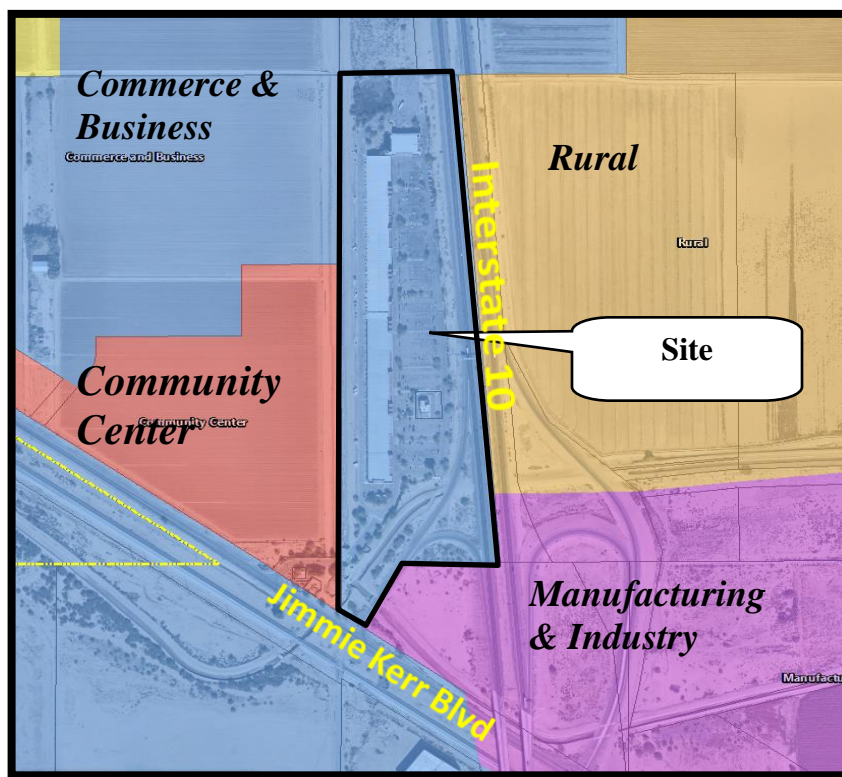 Commerce &
Business
Commerce and Business
Rural
Rural
Interstate 10
Site
Community
Center
Community Center
Jimmie Kerr Blvd
Manufacturing
& Industry
Manufactu